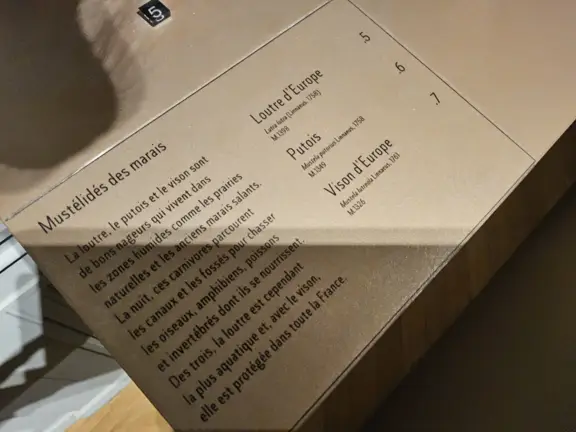 5
Mustélidés des marais
La loutre, le putois et le vison sont
de bons nageurs qui vivent dans
les zones humides comme les prairies
naturelles et les anciens marais salants.
La nuit, ces carnivores parcourent
les canaux et les fossés pour chasser
les oiseaux, amphibiens, poissons
et invertébrés dont ils se nourrissent.
Des trois, la loutre est cependant
la plus aquatique et, avec le vison,
elle est protégée dans toute la France.
Loutre d'Europe
Lutra lutra (Linnaeus, 1758)
M.1398
.5
Putois
Mustela putorius Linnaeus, 1758
M.1349
.6
Vison d'Europe
Mustela lutreola Linnaeus, 1761
M.1326
.7